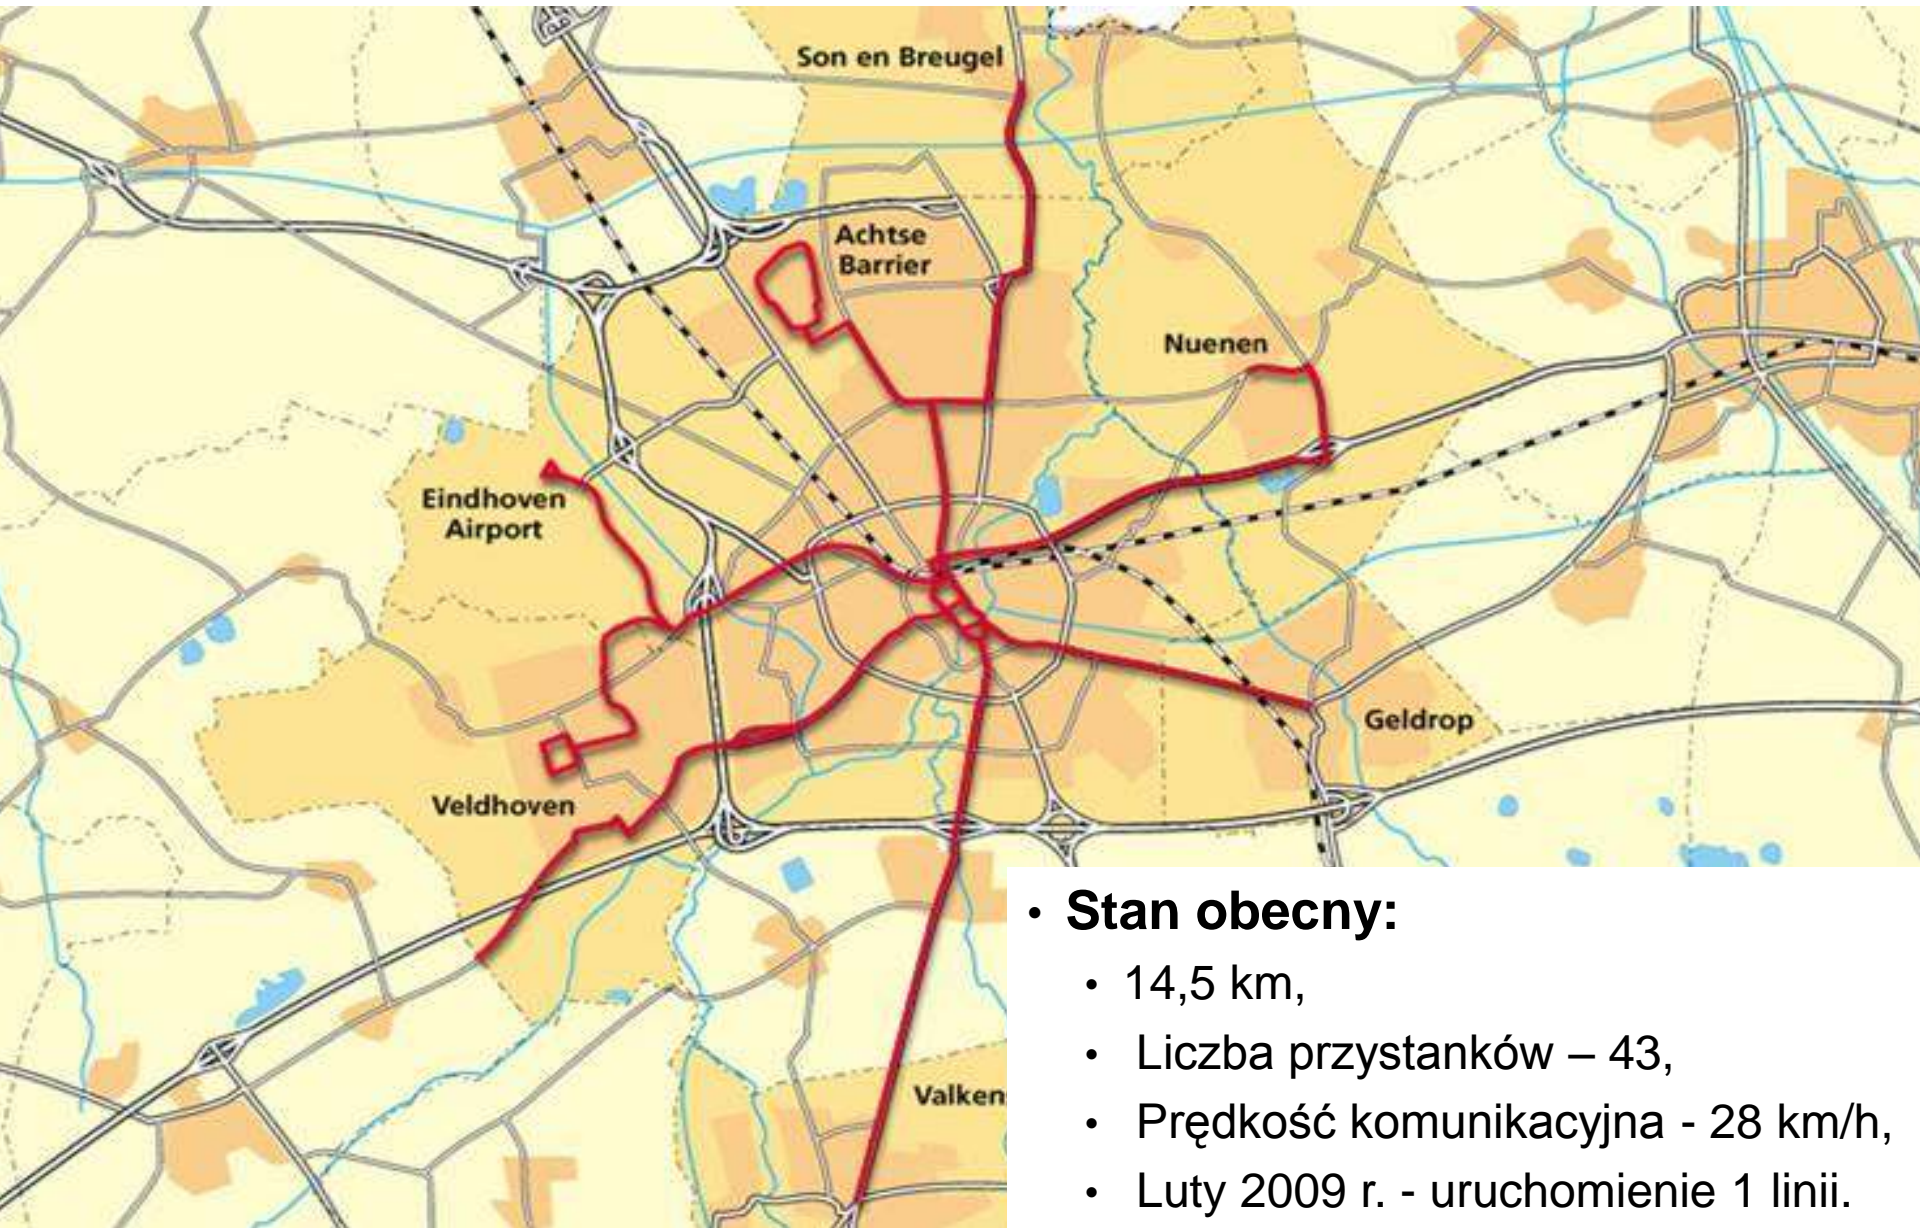 Son en Breugel
Achtse
Barrier
Nuenen
Eindhoven
Airport
Geldrop
Veldhoven
Valken
• Stan obecny:
• 14,5 km,
• Liczba przystanków – 43,
• Prędkość komunikacyjna - 28 km/h,
• Luty 2009 r. - uruchomienie 1 linii.